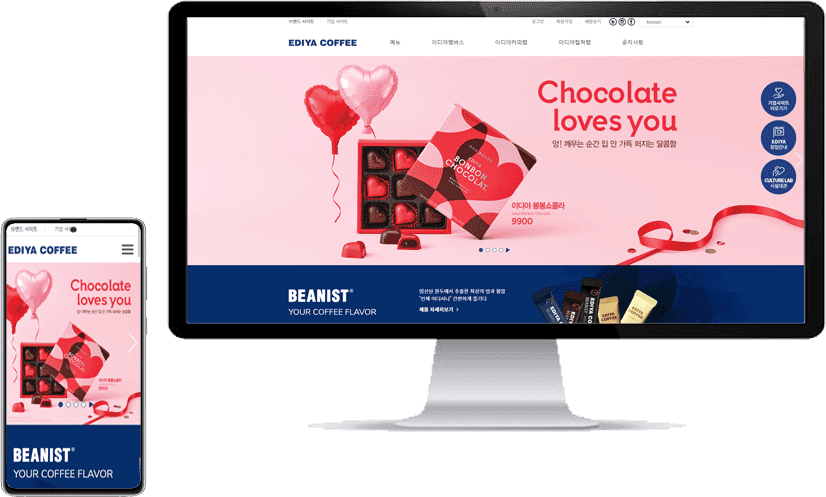 브랜드 사이트 기업 사이트
로그인 회원가입 매장찾기 Korean
EDIYA COFFEE 메뉴 이디야멤버스 이디야커피랩 이디야컬처랩 공지사항
Chocolate
loves you
앙! 깨무는 순간 입 안 가득 퍼지는 달콤함
BONBON
CHOCOLAT.
이디야 봉봉쇼콜라
Ediya Bonbon Chocolat
9900
기업사이트
바로가기
EDIYA
창업안내
CULTURE LAB
시설대관
BEANIST®
YOUR COFFEE FLAVOR
엄선된 원두에서 추출한 최상의 맛과 향을
"언제 어디서나" 간편하게 즐기다
제품 자세히보기 >
브랜드 사이트 기업 사이트
EDIYA COFFEE
Chocolate
loves you
앙! 깨무는 순간 입 안 가득 퍼지는 달콤함
BONBON
CHOCOLAT.
이디야 봉봉쇼콜라
9900
BEANIST®
YOUR COFFEE FLAVOR